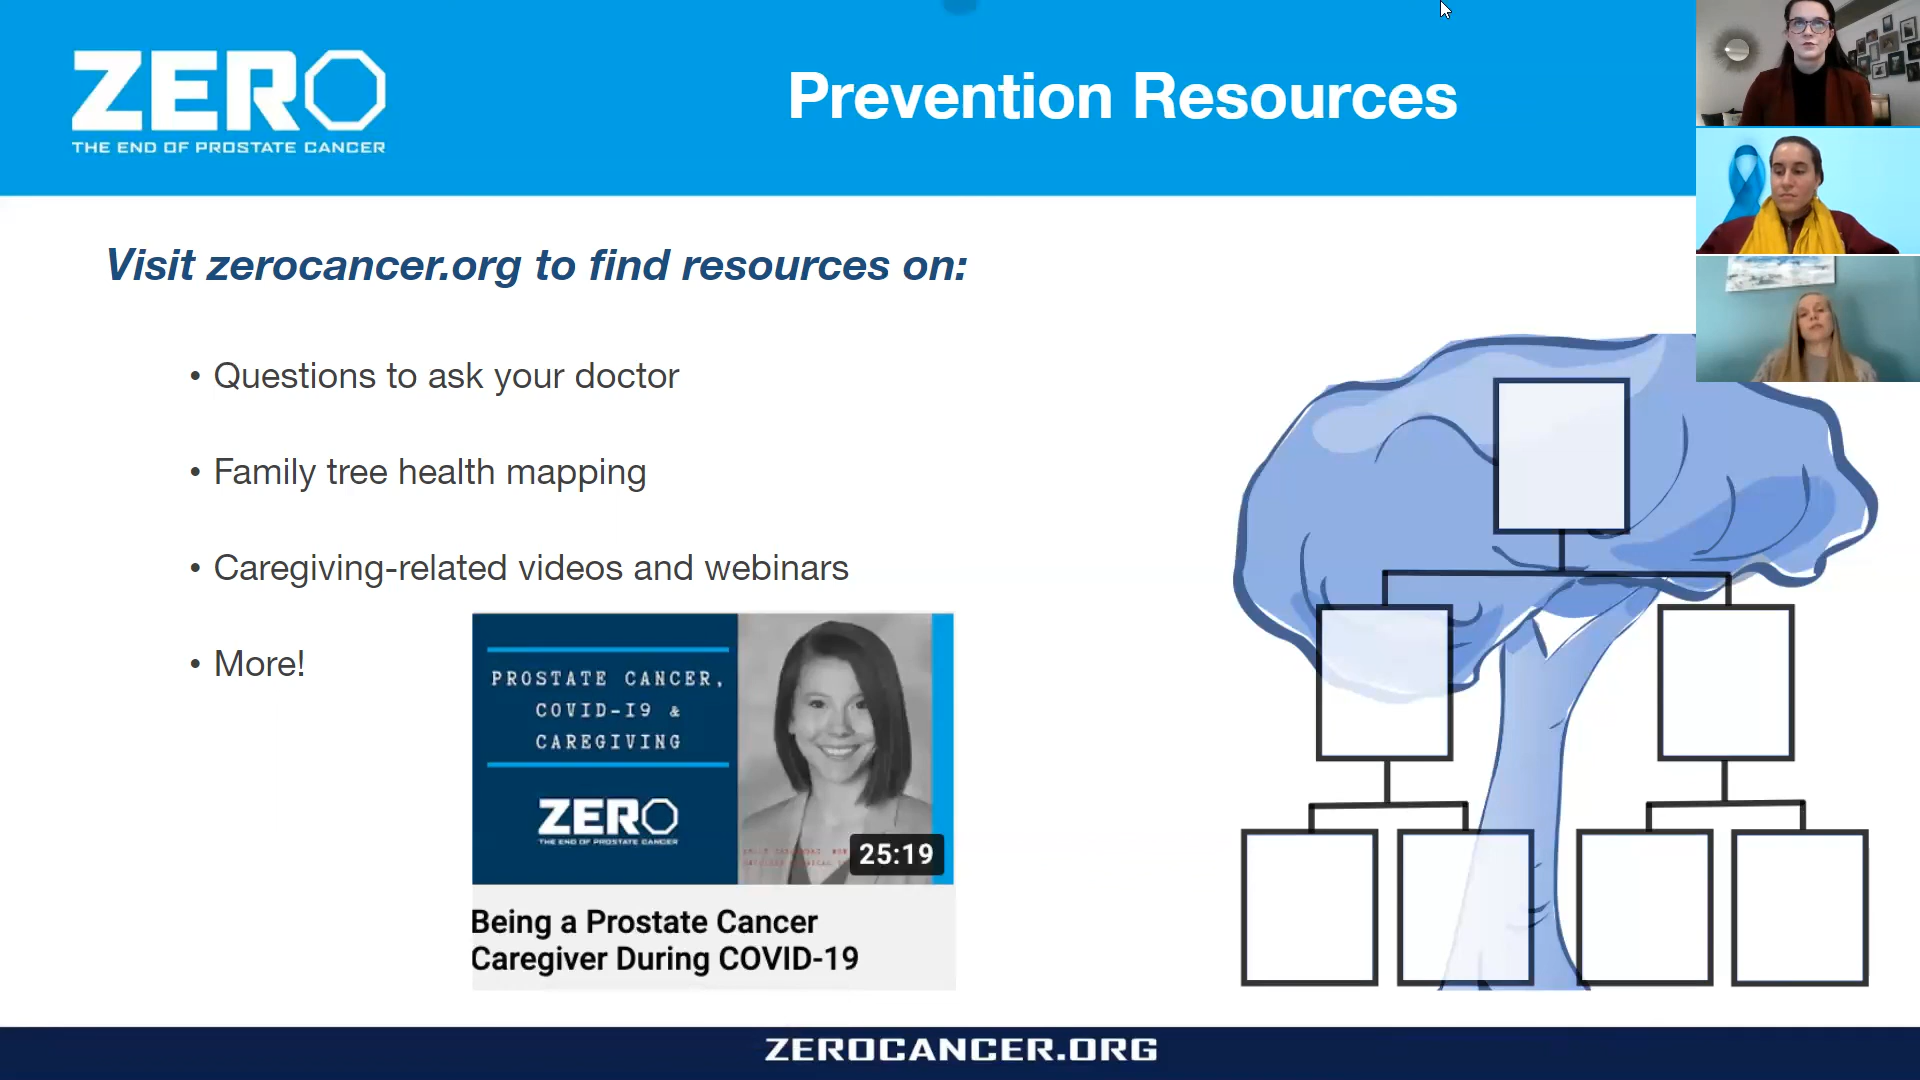 ZERO
THE END OF PROSTATE CANCER
Prevention Resources
Visit zerocancer.org to find resources on:
• Questions to ask your doctor
• Family tree health mapping
• Caregiving-related videos and webinars
• More!
PROSTATE CANCER,
COVID-19 &
CAREGIVING
ZERO
THE END OF PROSTATE CANCER
25:19
Being a Prostate Cancer
Caregiver During COVID-19
ZEROCANCER.ORG